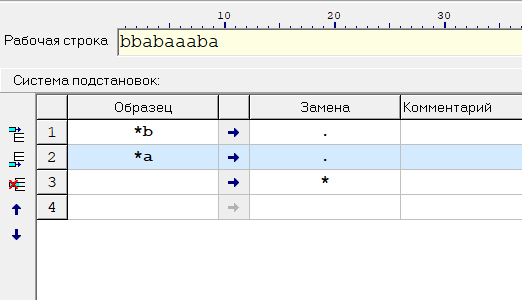 10 20 30
Рабочая строка bbabaaaba
Система подстановок:
Образец Замена Комментарий
1 *b → .
2 *a → .
3 → *
4 →